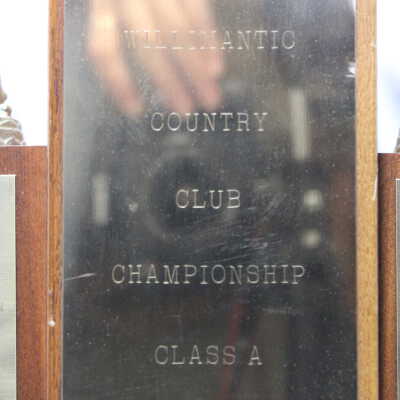 WILLIMANTIC
COUNTRY
CLUB
CHAMPIONSHIP
CLASS A